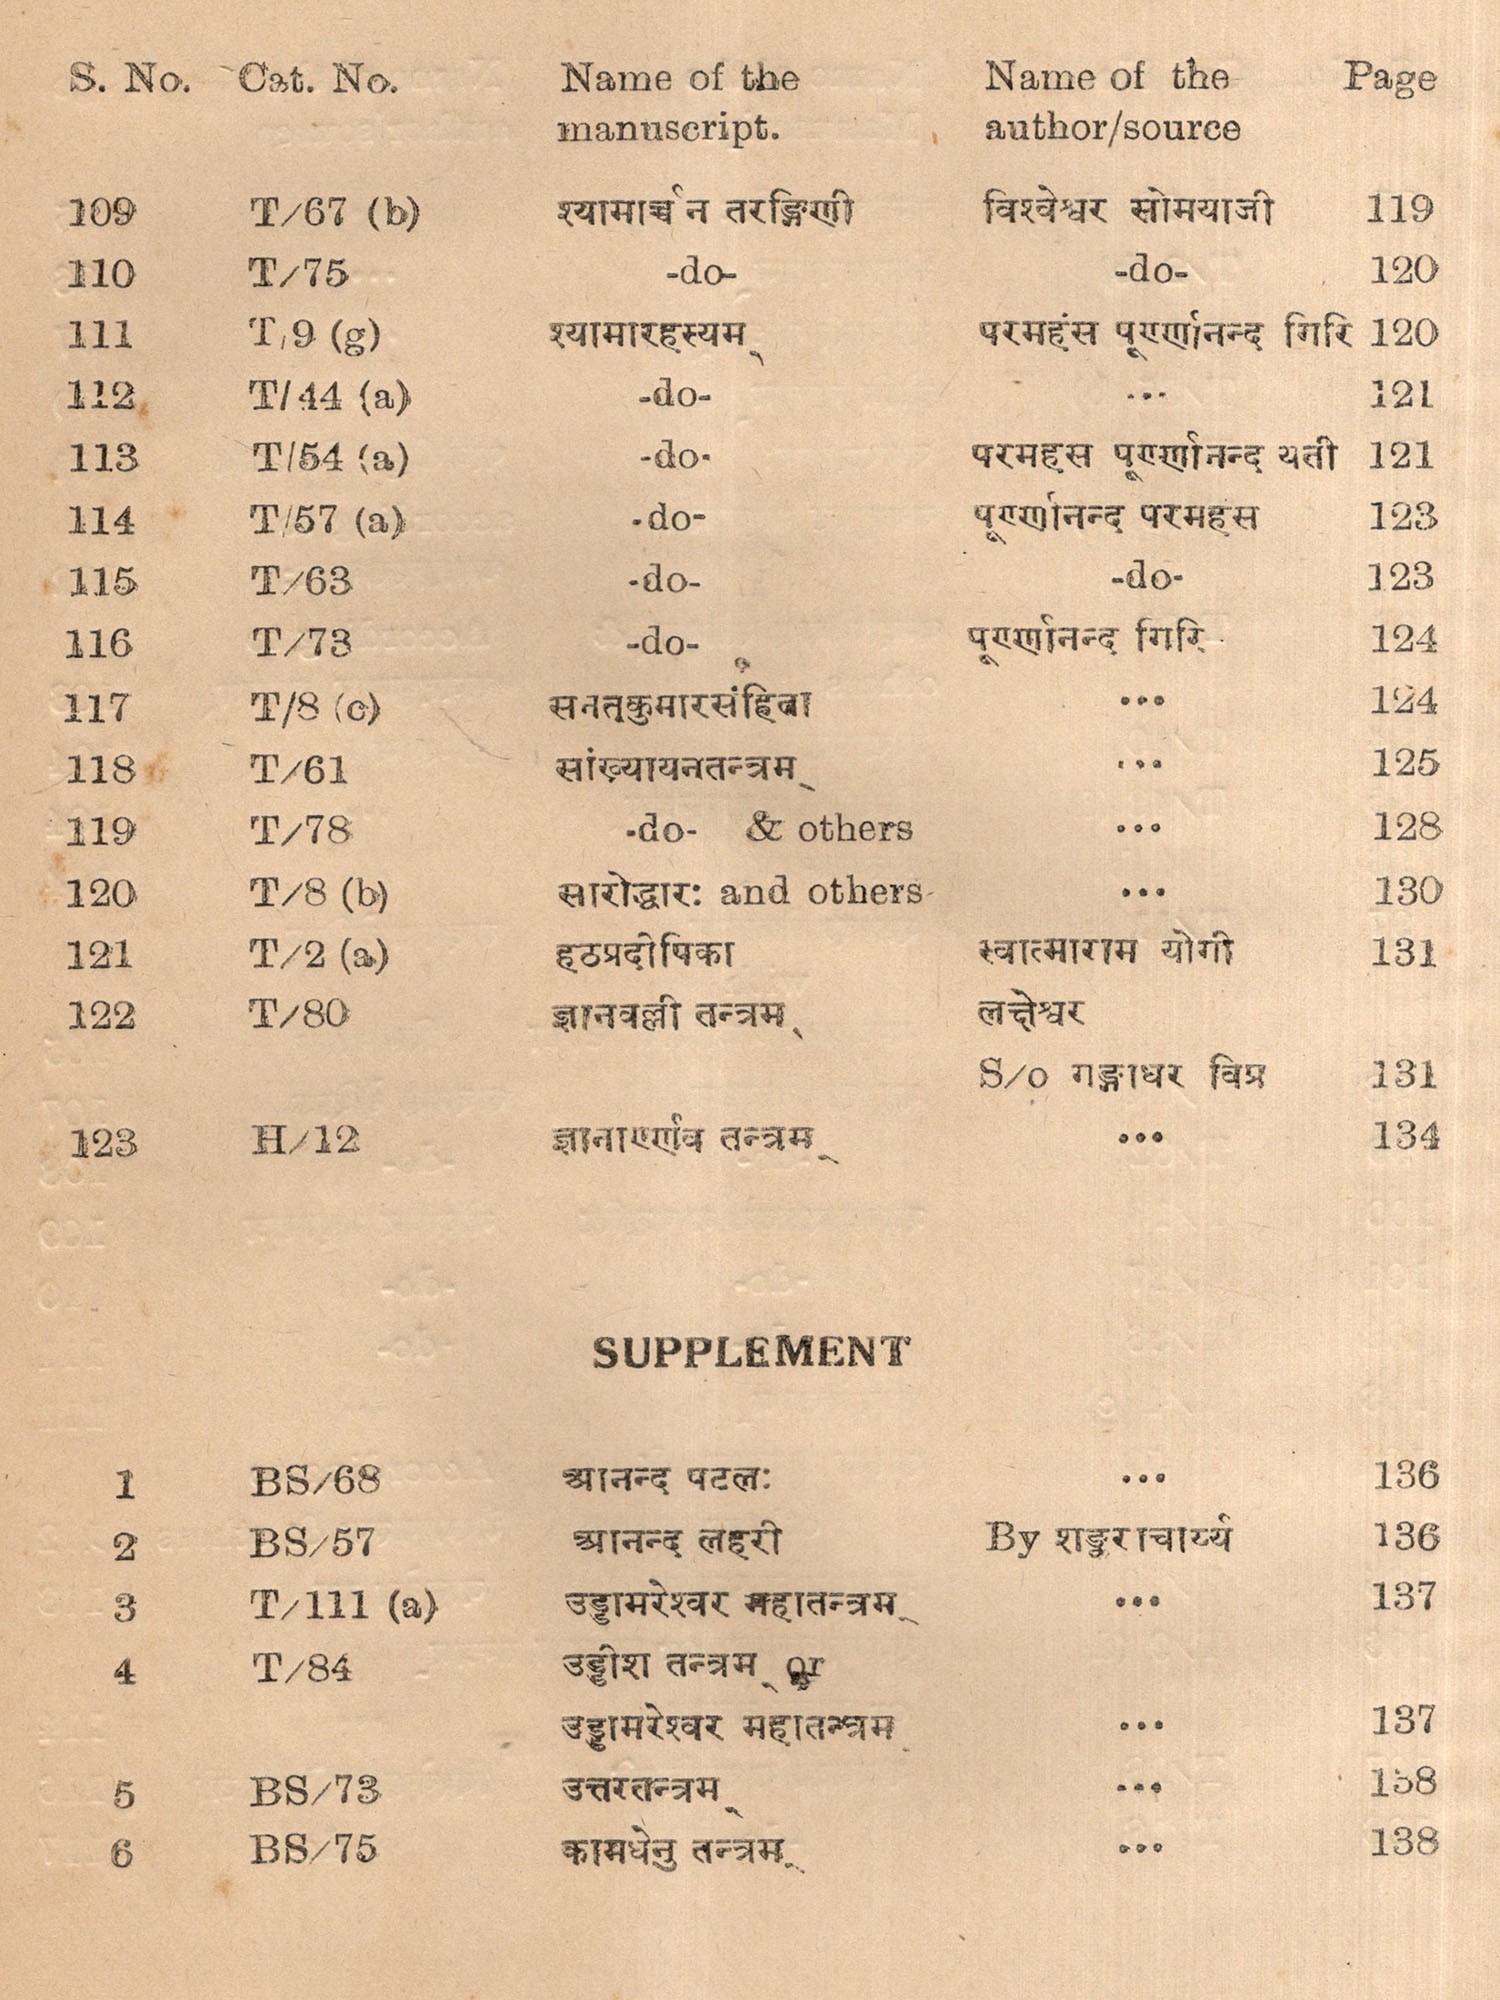 S. No. Cat. No. Name of the Name of the Page
manuscript. author/source
109 T/67 (b) श्यामार्च्चन तरङ्गिणी विश्वेश्वर सोमयाजी 119
110 T/75 -do- -do- 120
111 T/9 (g) श्यामारहस्यम् परमहंस पूर्ण्णानन्द गिरि 120
112 T/44 (a) -do- ... 121
113 T/54 (a) -do- परमहस पूर्ण्णानन्द यती 121
114 T/57 (a) -do- पूर्ण्णानन्द परमहस 123
115 T/63 -do- -do- 123
116 T/73 -do- पूर्ण्णानन्द गिरि 124
117 T/8 (c) सनत्कुमारसंहिता ... 124
118 T/61 सांख्यायनतन्त्रम् ... 125
119 T/78 -do- & others ... 128
120 T/8 (b) सारोद्धारः and others ... 130
121 T/2 (a) हठप्रदीपिका स्वात्माराम योगी 131
122 T/80 ज्ञानवल्ली तन्त्रम् लक्षेश्वर
S/o गङ्गाधर विप्र 131
123 H/12 ज्ञानार्ण्णव तन्त्रम् ... 134
SUPPLEMENT
1 BS/68 आनन्द पटलः ... 136
2 BS/57 आनन्द लहरी By शङ्कराचार्य्य 136
3 T/111 (a) उड्डामरेश्वर महातन्त्रम् ... 137
4 T/84 उड्डीश तन्त्रम् or
उड्डामरेश्वर महातन्त्रम ... 137
5 BS/73 उत्तरतन्त्रम् ... 138
6 BS/75 कामधेनु तन्त्रम् ... 138